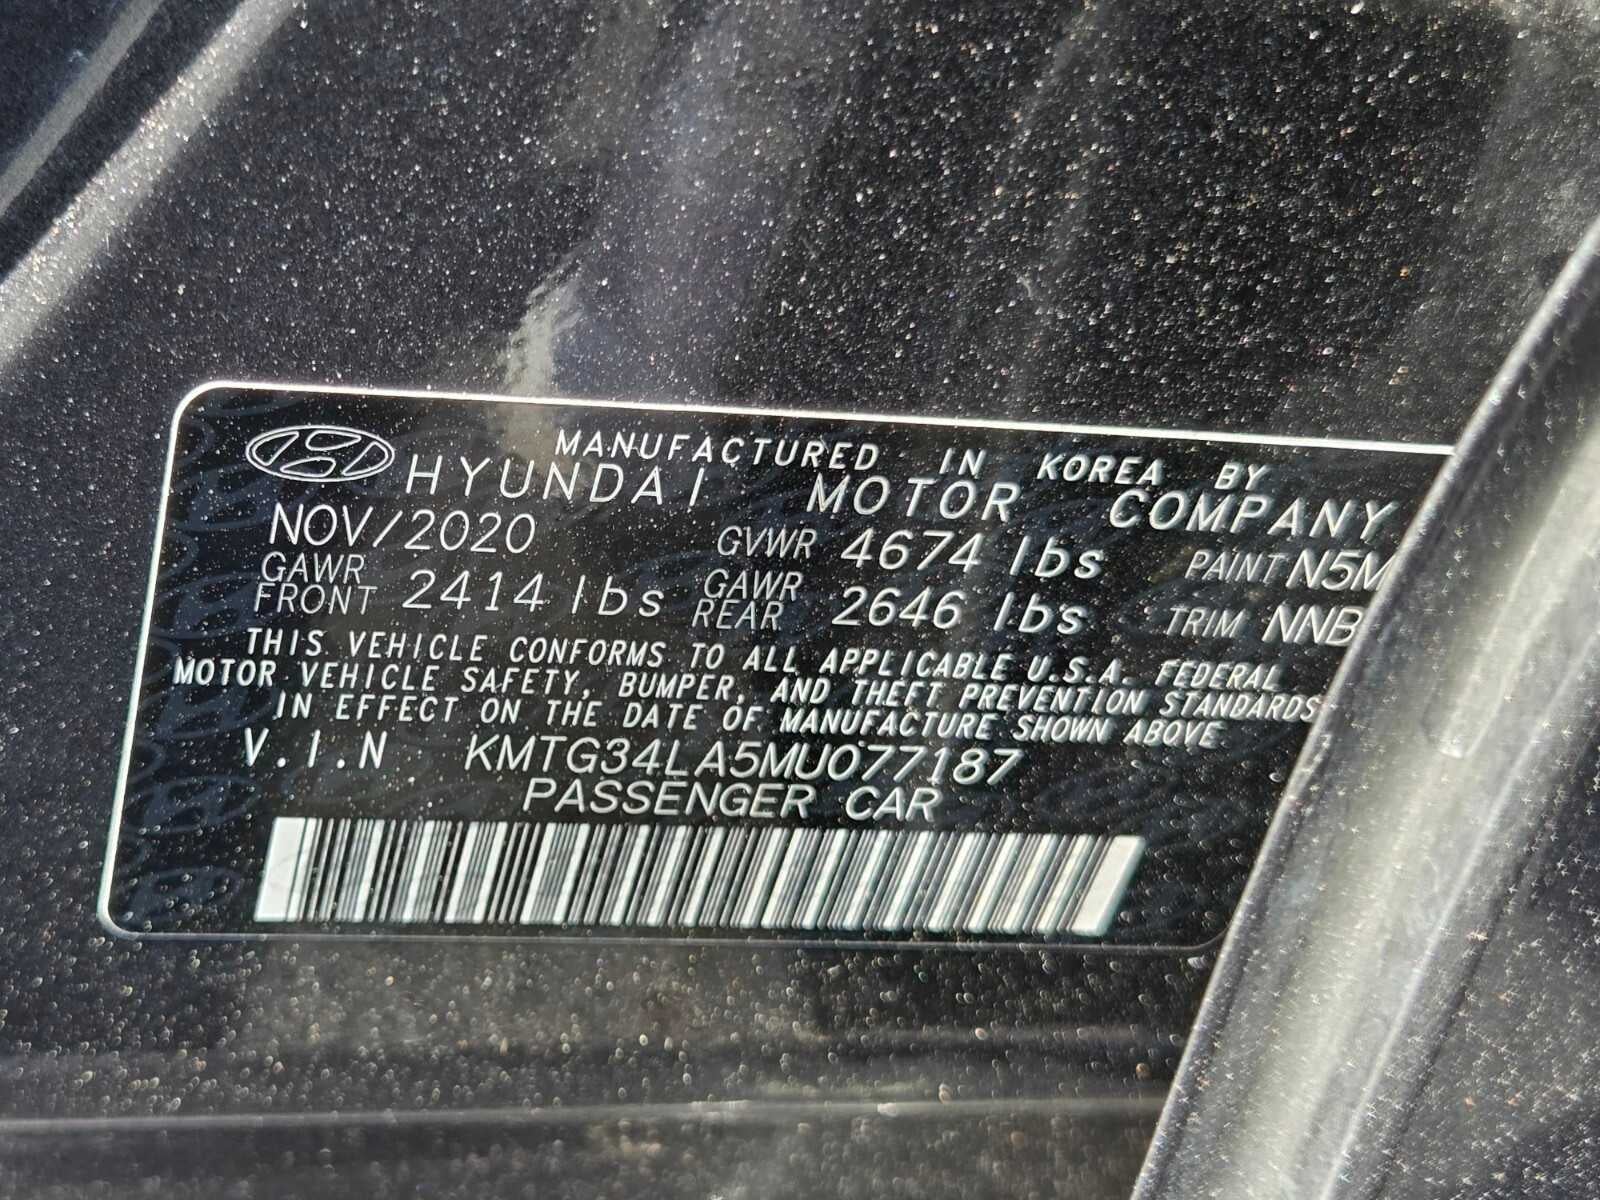 MANUFACTURED IN KOREA BY
HYUNDAI MOTOR COMPANY
NOV/2020 GVWR 4674 lbs PAINT N5M
GAWR FRONT 2414 lbs GAWR REAR 2646 lbs TRIM NNB
THIS VEHICLE CONFORMS TO ALL APPLICABLE U.S.A. FEDERAL
MOTOR VEHICLE SAFETY, BUMPER, AND THEFT PREVENTION STANDARDS
IN EFFECT ON THE DATE OF MANUFACTURE SHOWN ABOVE
V.I.N KMTG34LA5MU077187
PASSENGER CAR